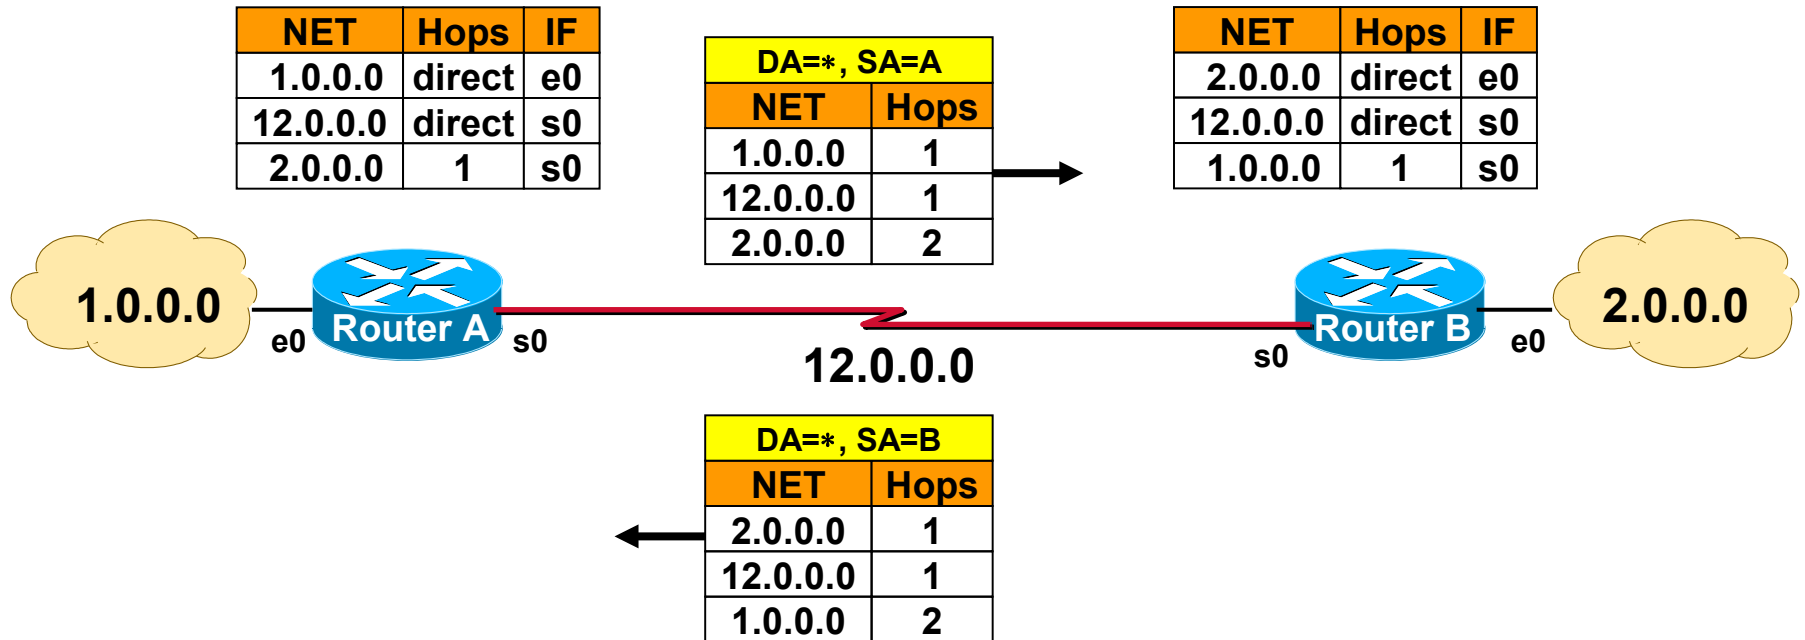 NET Hops IF
1.0.0.0 direct e0
12.0.0.0 direct s0
2.0.0.0 1 s0
DA=*, SA=A
NET Hops
1.0.0.0 1
12.0.0.0 1
2.0.0.0 2
NET Hops IF
2.0.0.0 direct e0
12.0.0.0 direct s0
1.0.0.0 1 s0
1.0.0.0
e0
Router A
s0
12.0.0.0
s0
Router B
e0
2.0.0.0
DA=*, SA=B
NET Hops
2.0.0.0 1
12.0.0.0 1
1.0.0.0 2